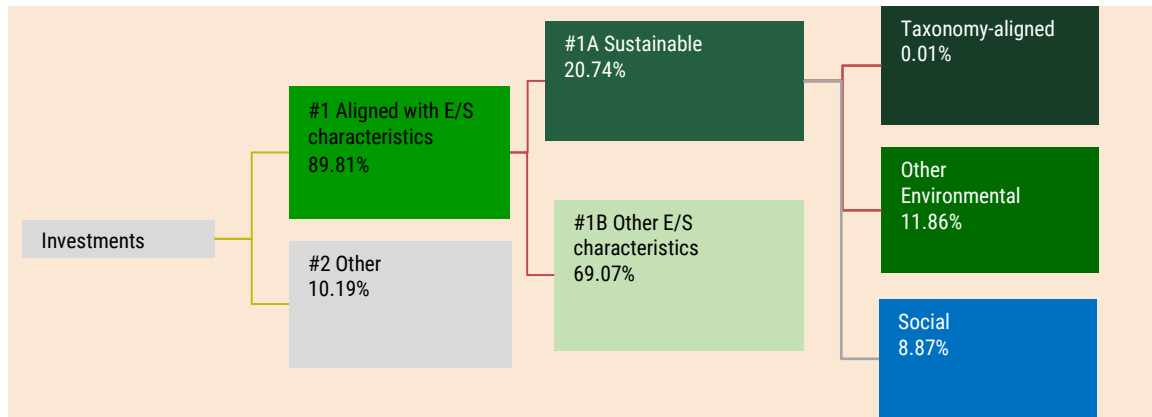 Investments
#1 Aligned with E/S
characteristics
89.81%
#2 Other
10.19%
#1A Sustainable
20.74%
#1B Other E/S
characteristics
69.07%
Taxonomy-aligned
0.01%
Other
Environmental
11.86%
Social
8.87%